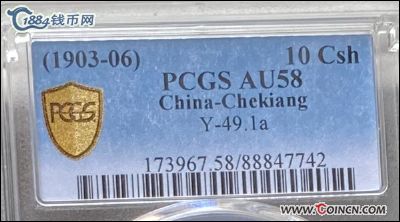 1884钱币网
(1903-06) 10 Csh
PCGS AU58
China-Chekiang
PCGS
Y-49.1a
173967.58/88847742
www.COINCN.COM